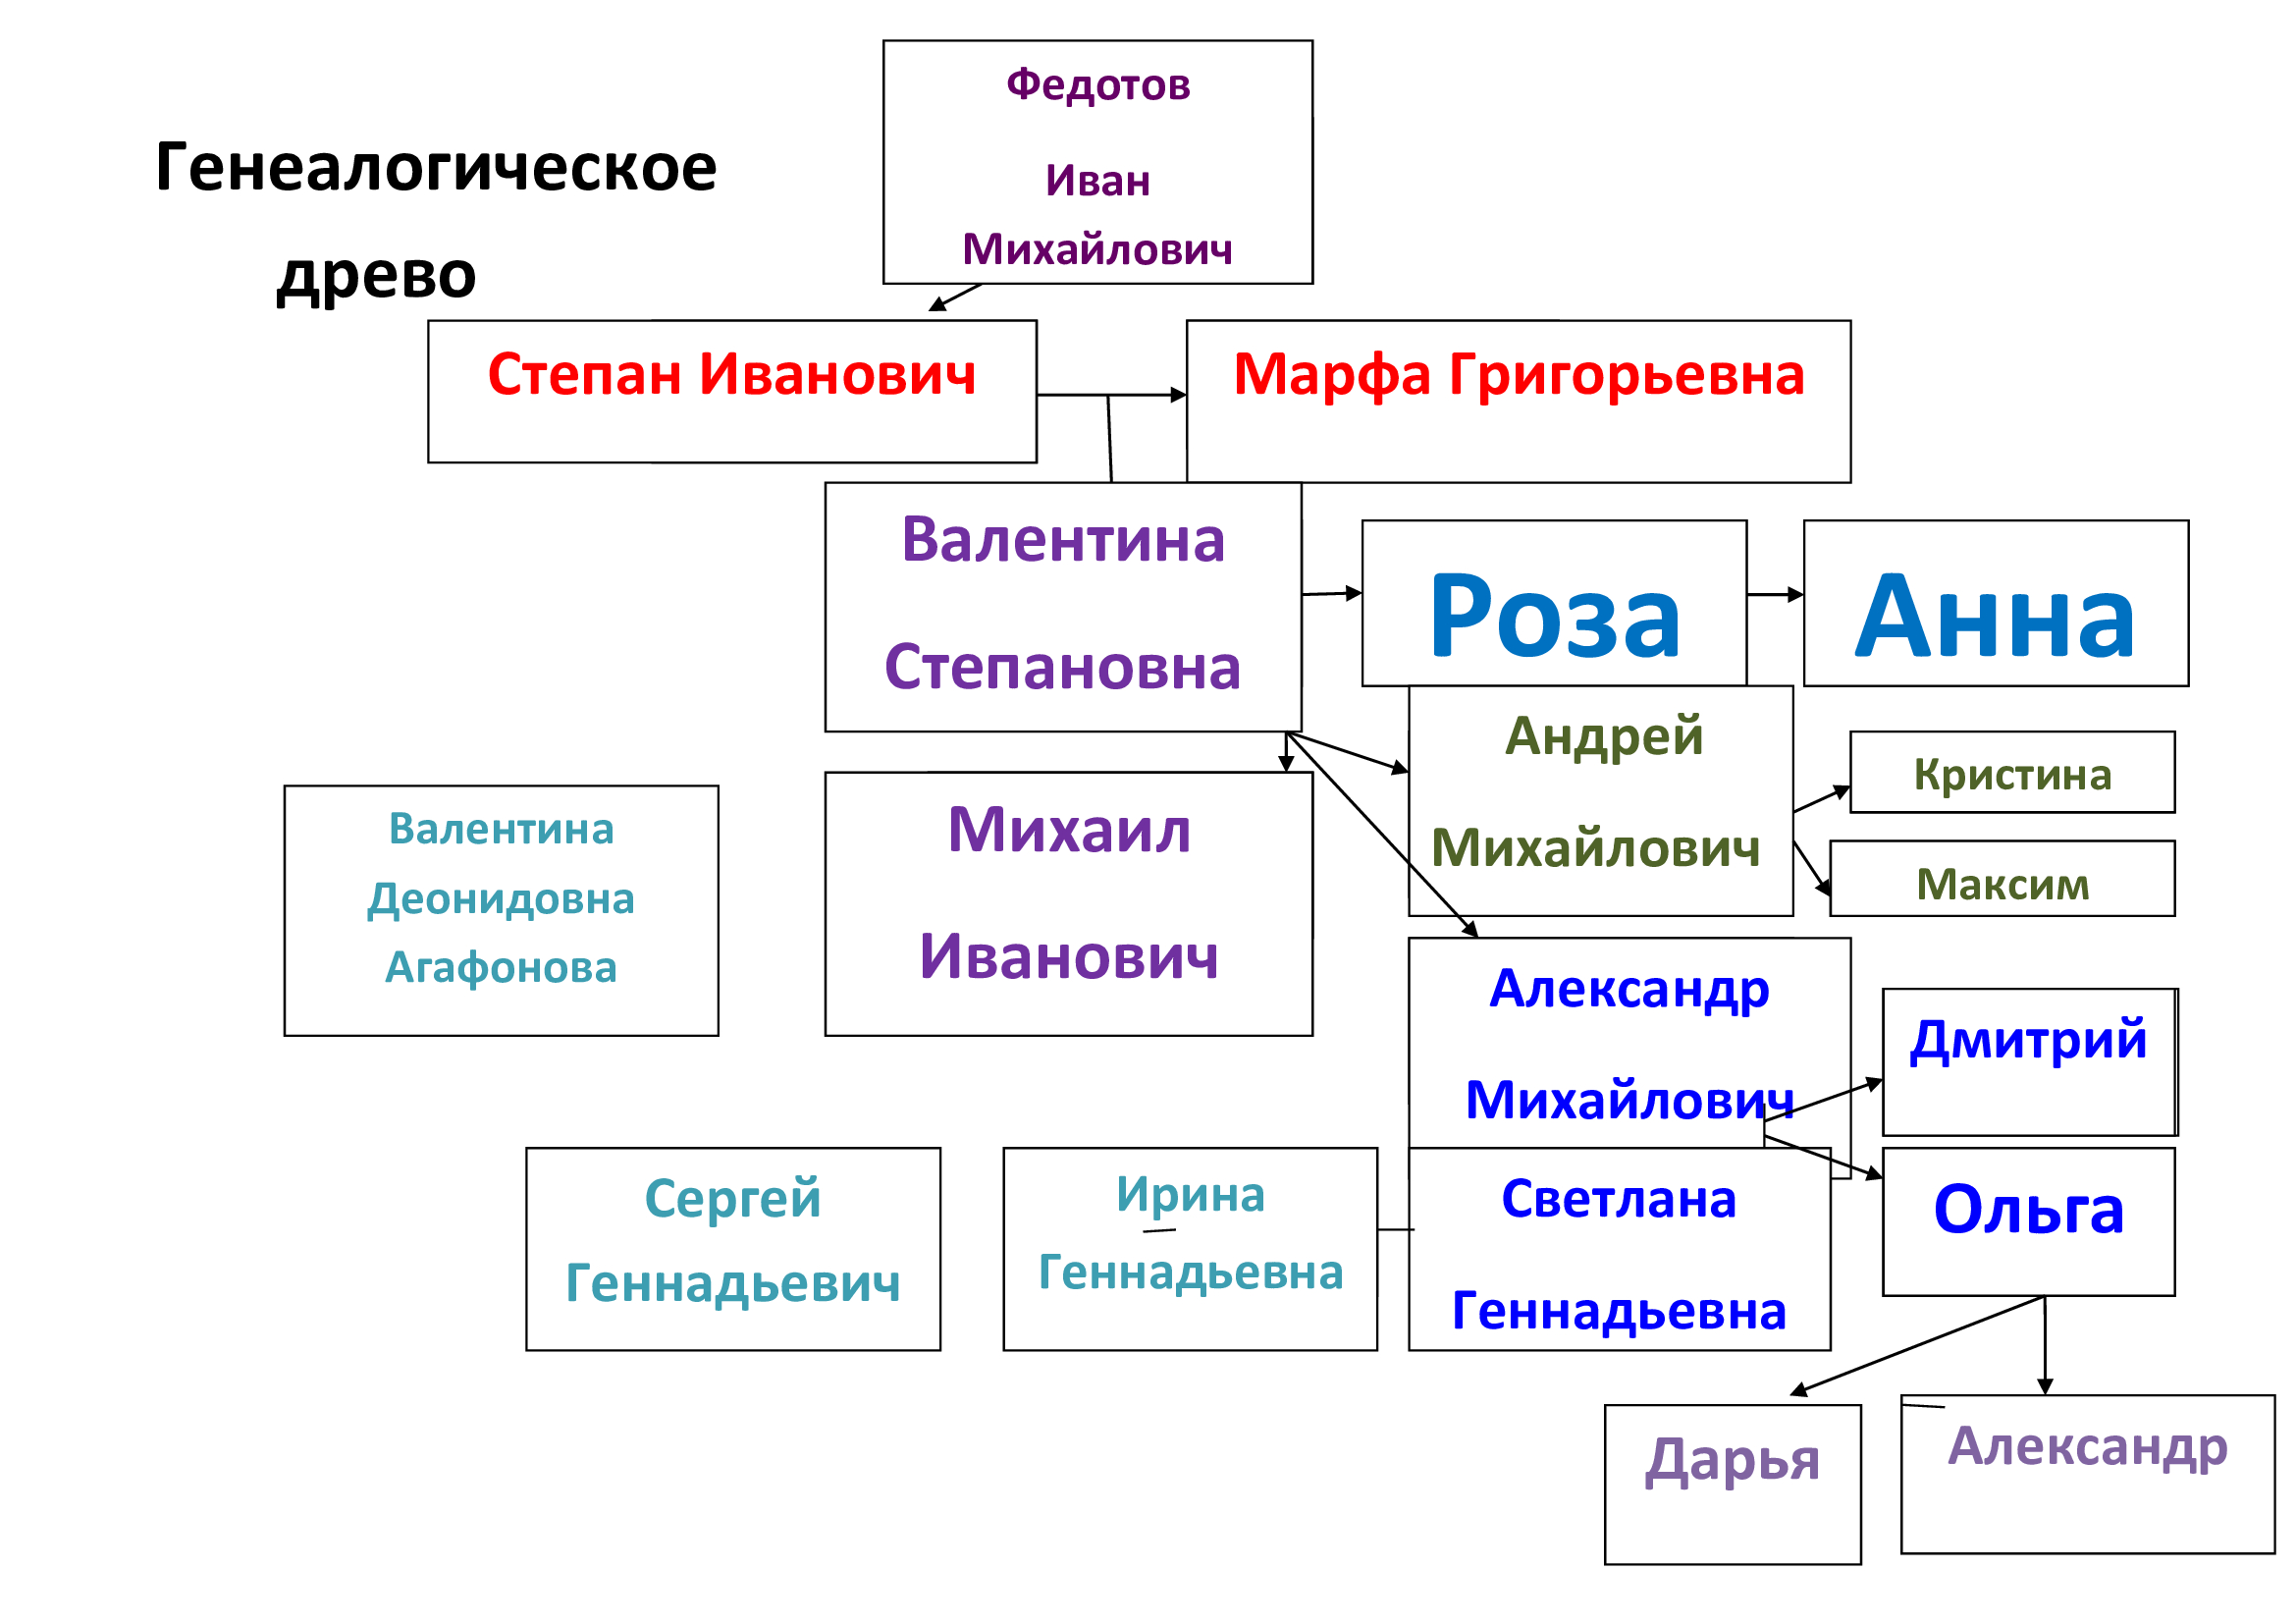 Федотов
Иван
Михайлович
Генеалогическое
древо
Степан Иванович
Марфа Григорьевна
Валентина
Степановна
Роза
Анна
Андрей
Михайлович
Кристина
Максим
Валентина
Деонидовна
Агафонова
Михаил
Иванович
Александр
Михайлович
Дмитрий
Сергей
Геннадьевич
Ирина
Геннадьевна
Светлана
Геннадьевна
Ольга
Дарья
Александр